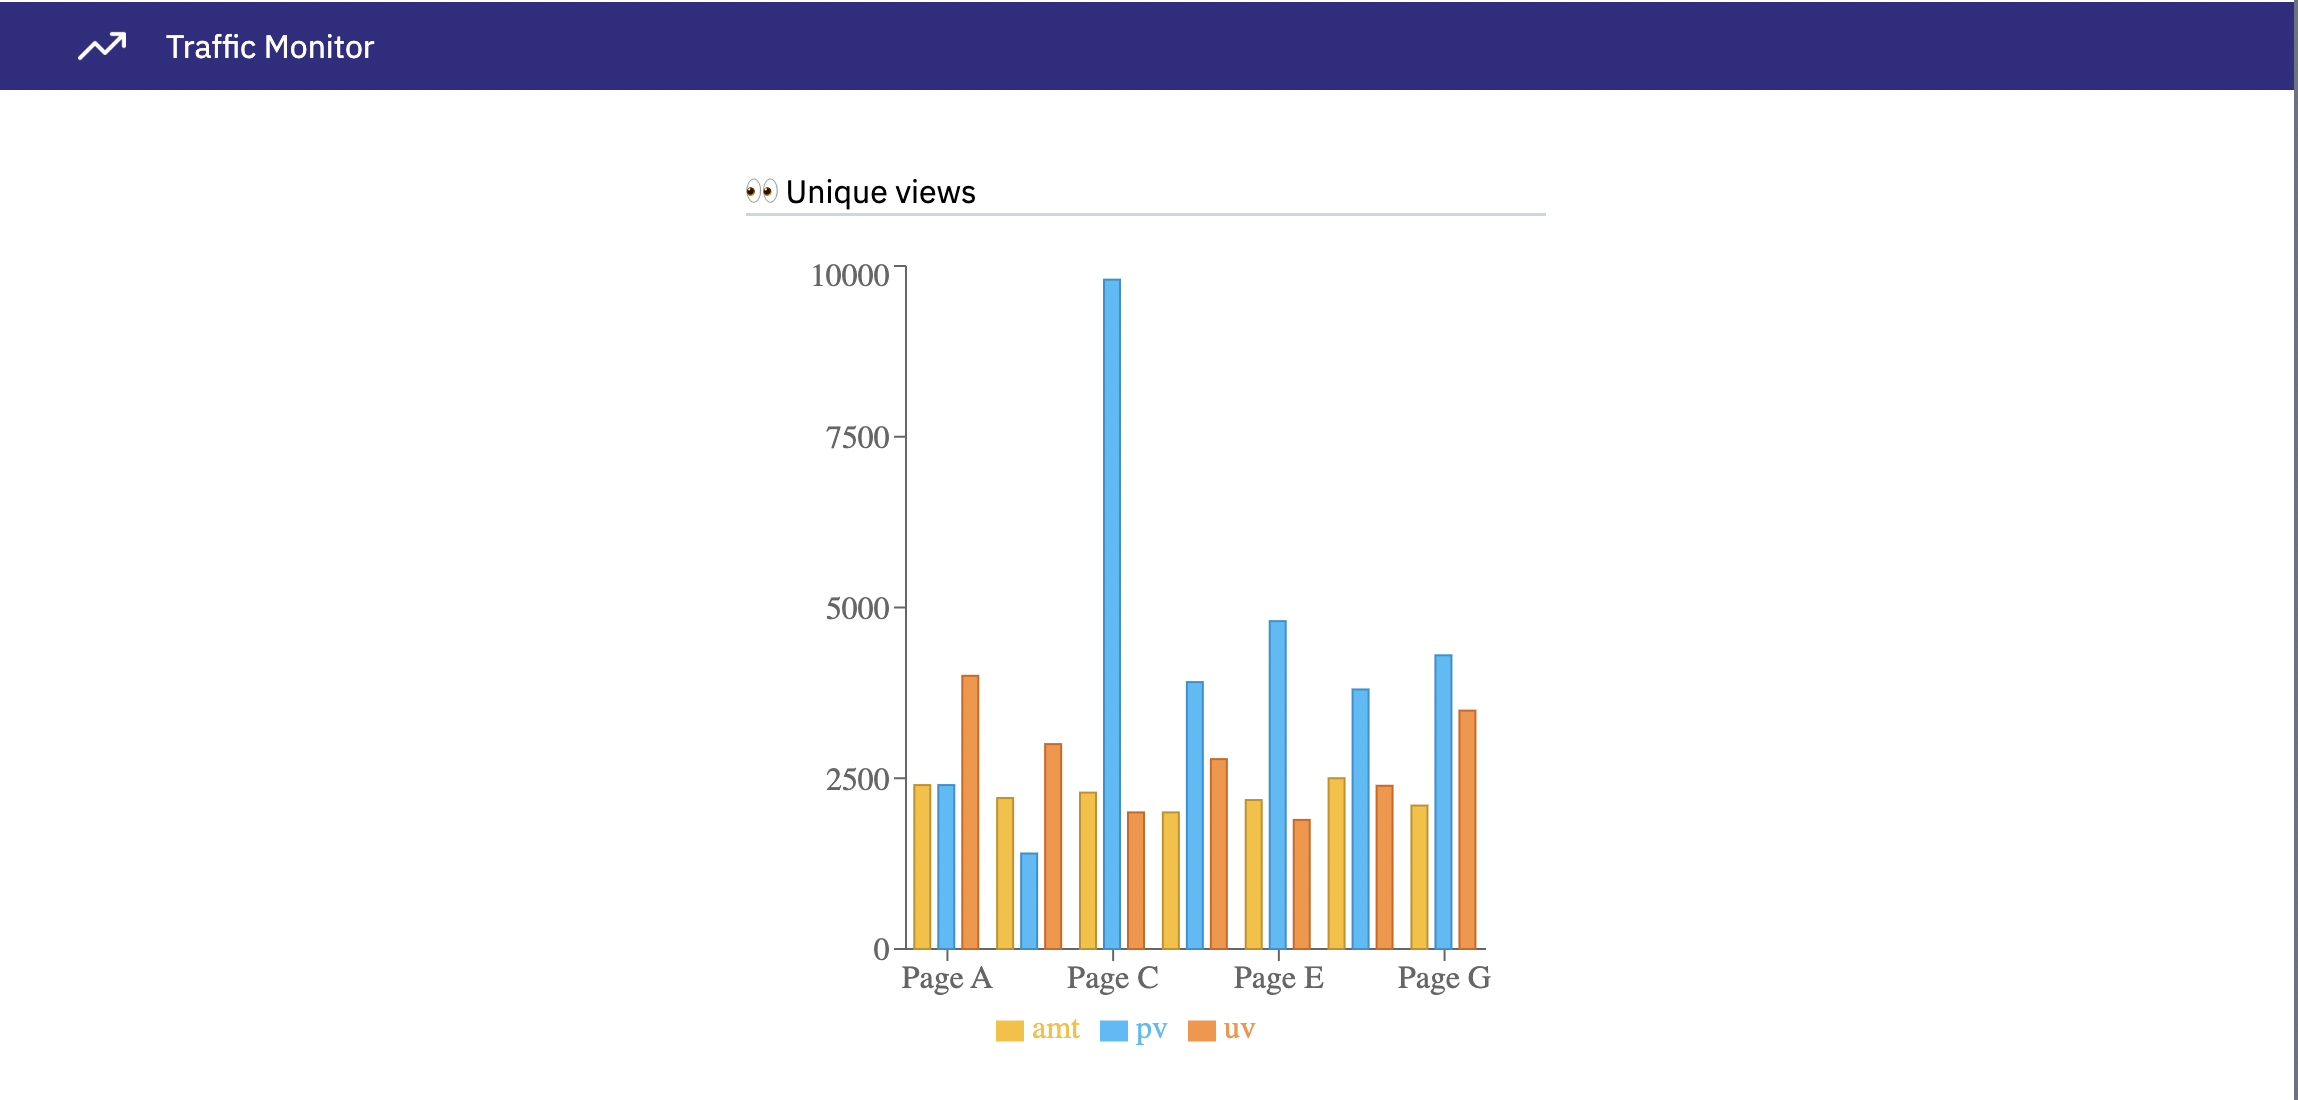 Traffic Monitor
👀 Unique views
10000
7500
5000
2500
0
Page A Page C Page E Page G
amt pv uv